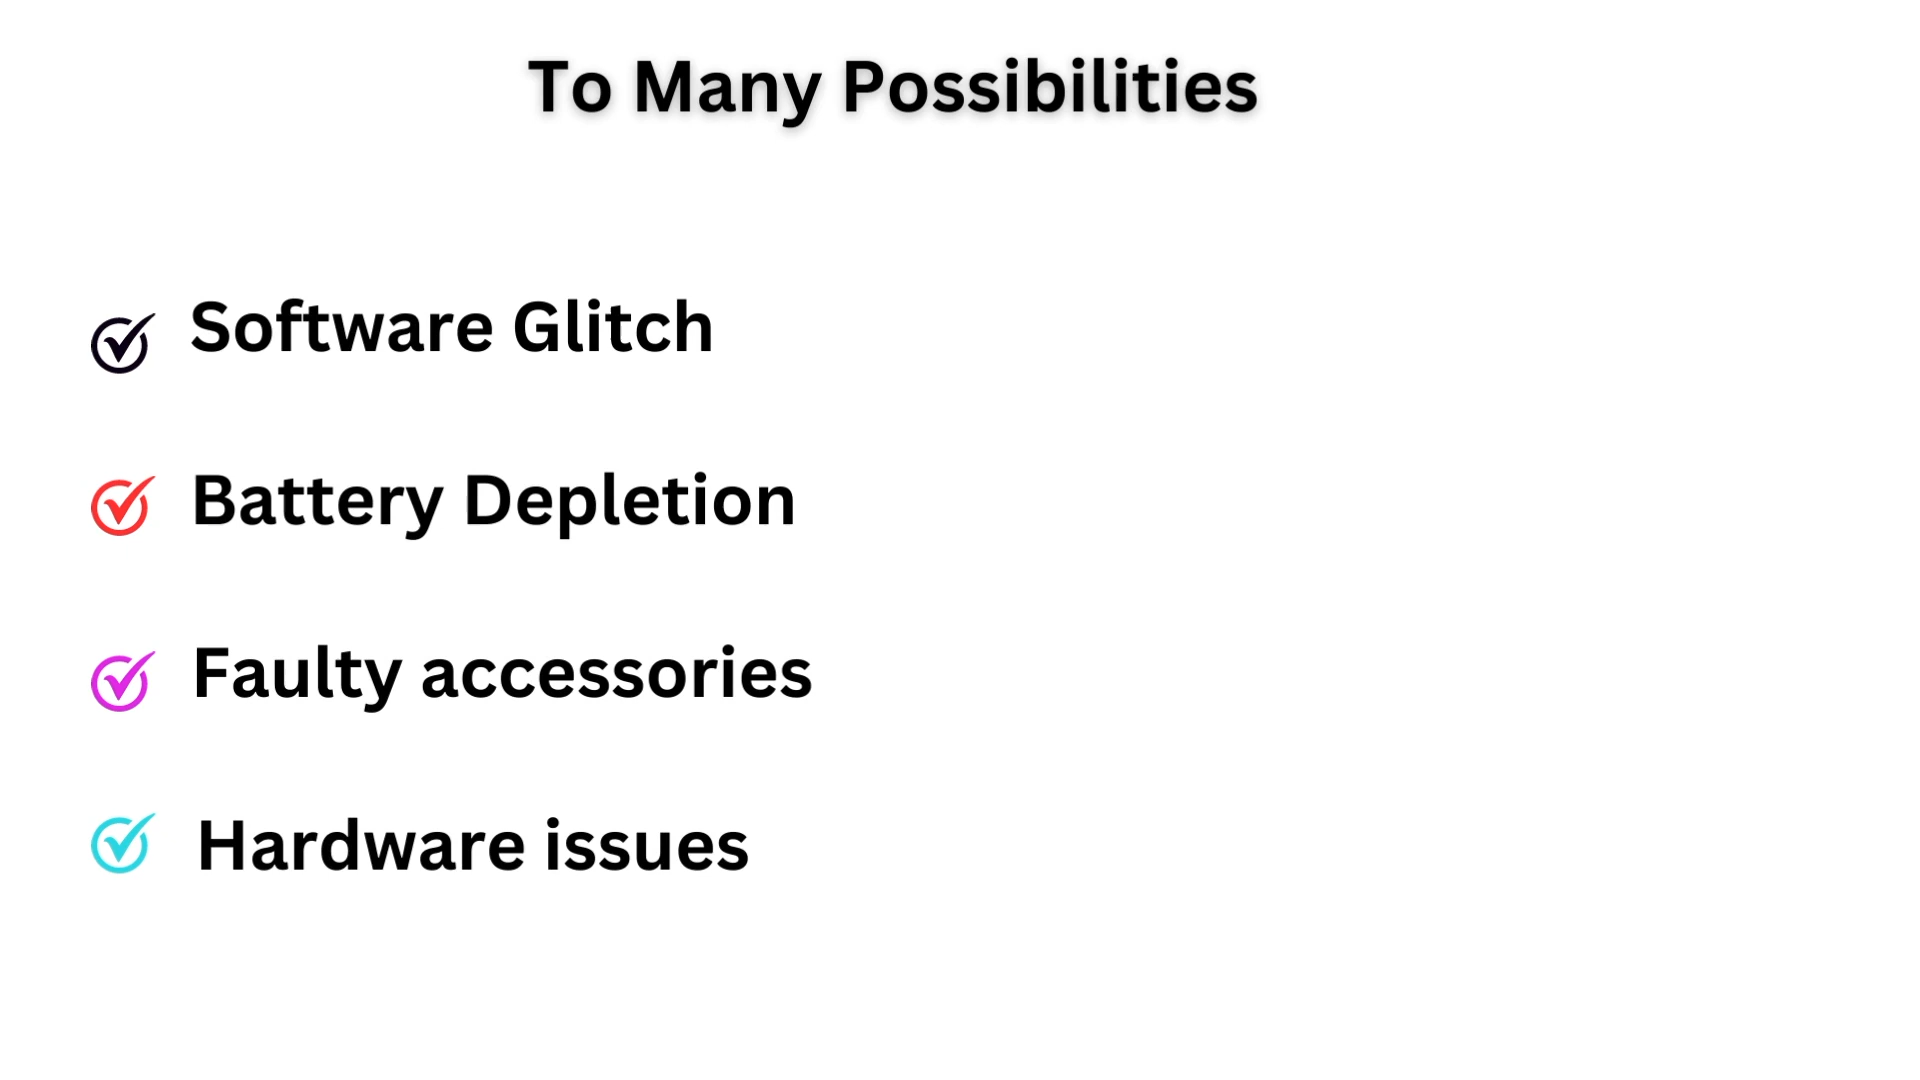 To Many Possibilities
Software Glitch
Battery Depletion
Faulty accessories
Hardware issues